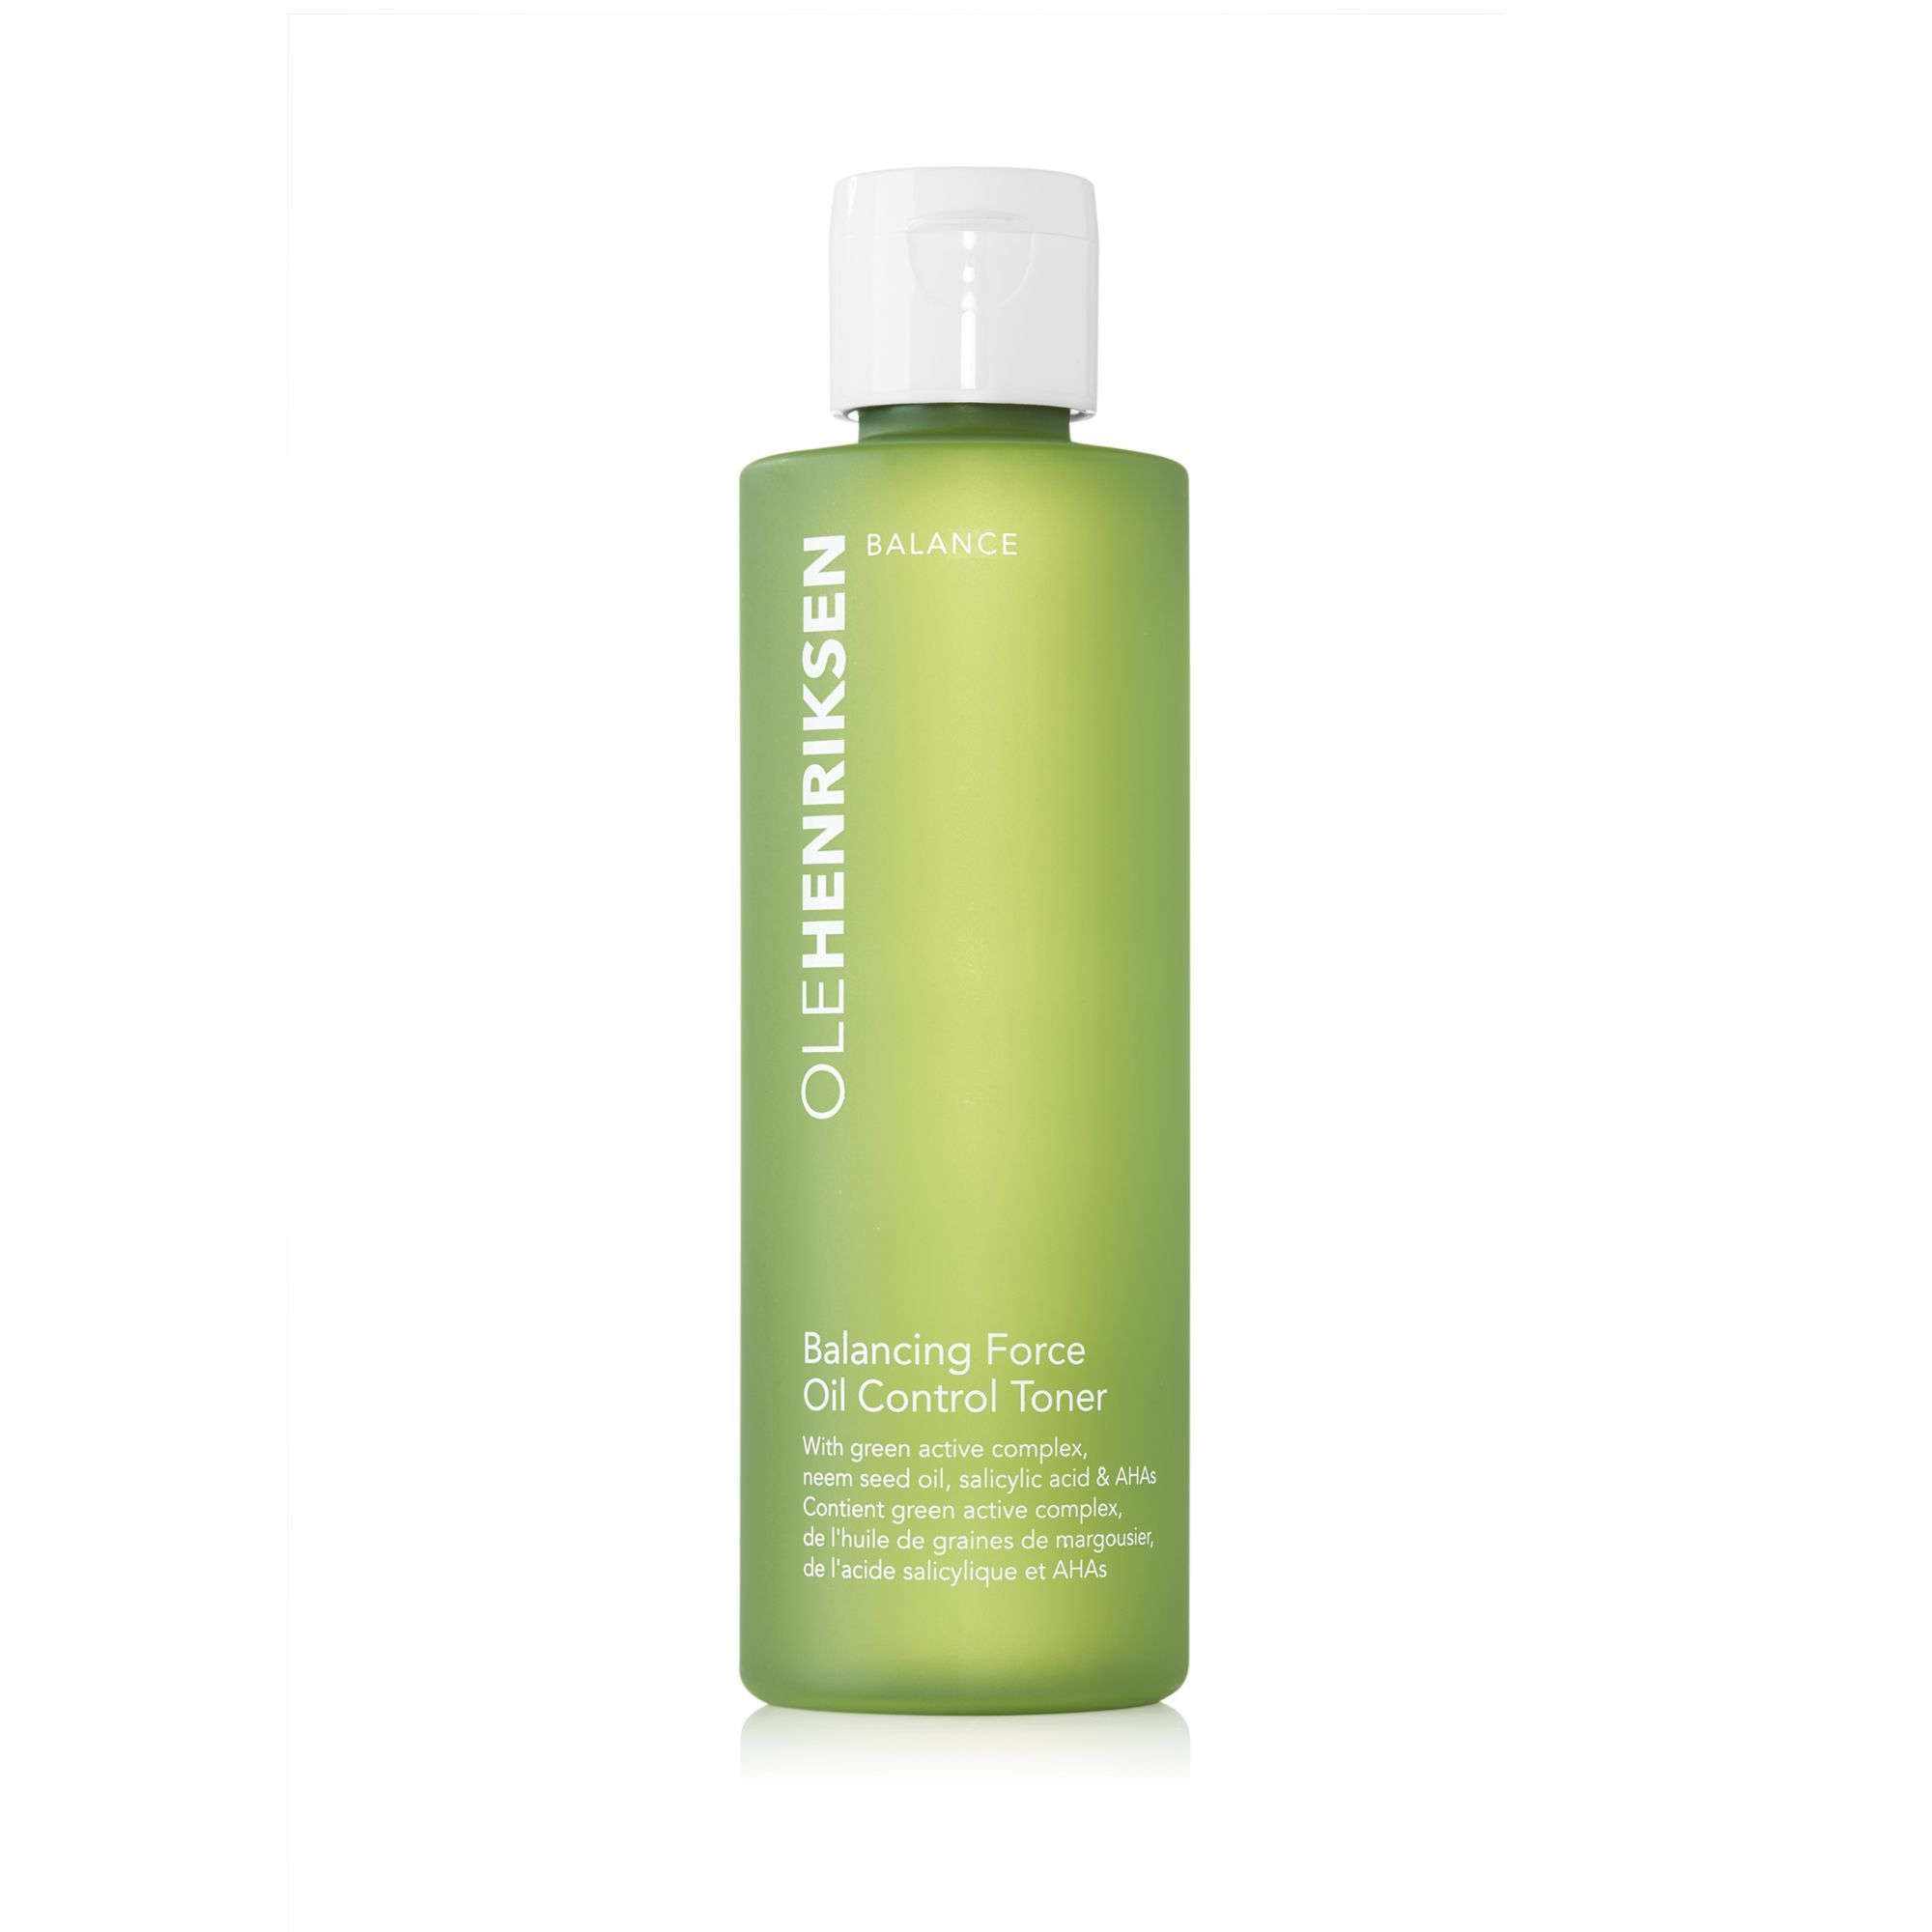 BALANCE
OLEHENRIKSEN
Balancing Force
Oil Control Toner
With green active complex,
neem seed oil, salicylic acid & AHAs
Contient green active complex,
de l'huile de graines de margousier,
de l'acide salicylique et AHAs